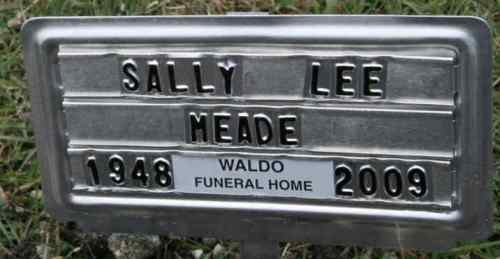 SALLY LEE
MEADE
1948 WALDO FUNERAL HOME 2009